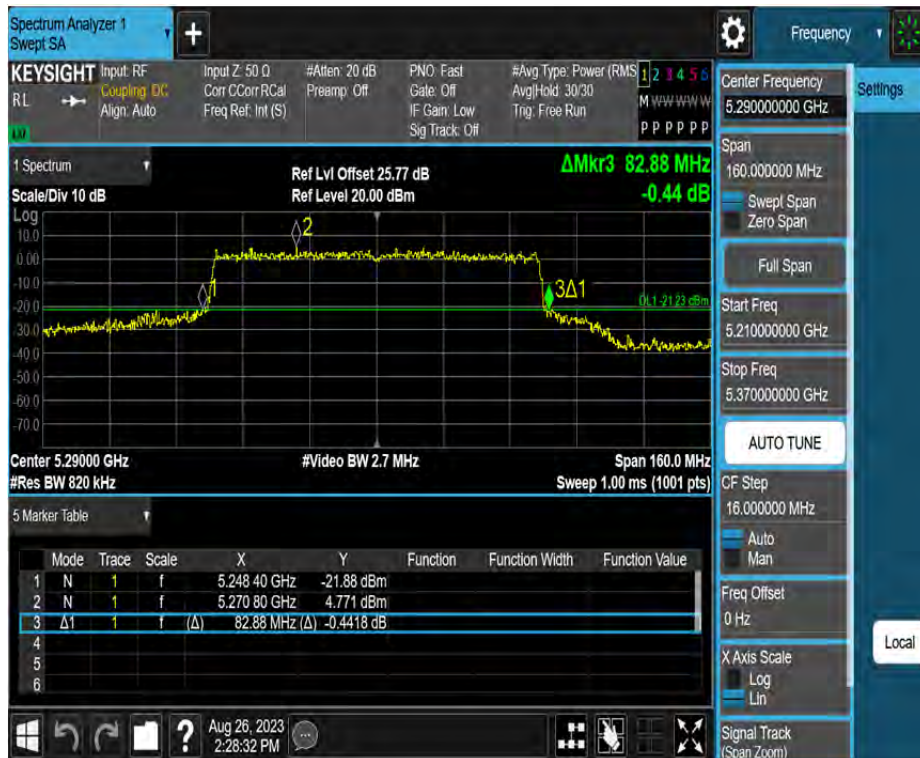 Spectrum Analyzer 1
Swept SA
+
Frequency
KEYSIGHT
RL
Input: RF
Coupling: DC
Align: Auto
Input Z: 50 Ω
Corr CCorr RCal
Freq Ref: Int (S)
#Atten: 20 dB
Preamp: Off
PNO: Fast
Gate: Off
IF Gain: Low
Sig Track: Off
#Avg Type: Power (RMS
Avg|Hold: 30/30
Trig: Free Run
1 2 3 4 5 6
M W W W W W
P P P P P P
1 Spectrum
Scale/Div 10 dB
Ref Lvl Offset 25.77 dB
Ref Level 20.00 dBm
ΔMkr3 82.88 MHz
-0.44 dB
Log
10.0
0.00
-10.0
-20.0
-30.0
-40.0
-50.0
-60.0
-70.0
2
3Δ1
DL1 -21.23 dBm
Center 5.29000 GHz
#Video BW 2.7 MHz
Span 160.0 MHz
#Res BW 820 kHz
Sweep 1.00 ms (1001 pts)
5 Marker Table
Mode Trace Scale X Y Function Function Width Function Value
1 N 1 f 5.248 40 GHz -21.88 dBm
2 N 1 f 5.270 80 GHz 4.771 dBm
3 Δ1 1 f (Δ) 82.88 MHz (Δ) -0.4418 dB
4
5
6
?
Aug 26, 2023
2:28:32 PM
Center Frequency
5.290000000 GHz
Settings
Span
160.000000 MHz
Swept Span
Zero Span
Full Span
Start Freq
5.210000000 GHz
Stop Freq
5.370000000 GHz
AUTO TUNE
CF Step
16.000000 MHz
Auto
Man
Freq Offset
0 Hz
Local
X Axis Scale
Log
Lin
Signal Track
(Span Zoom)